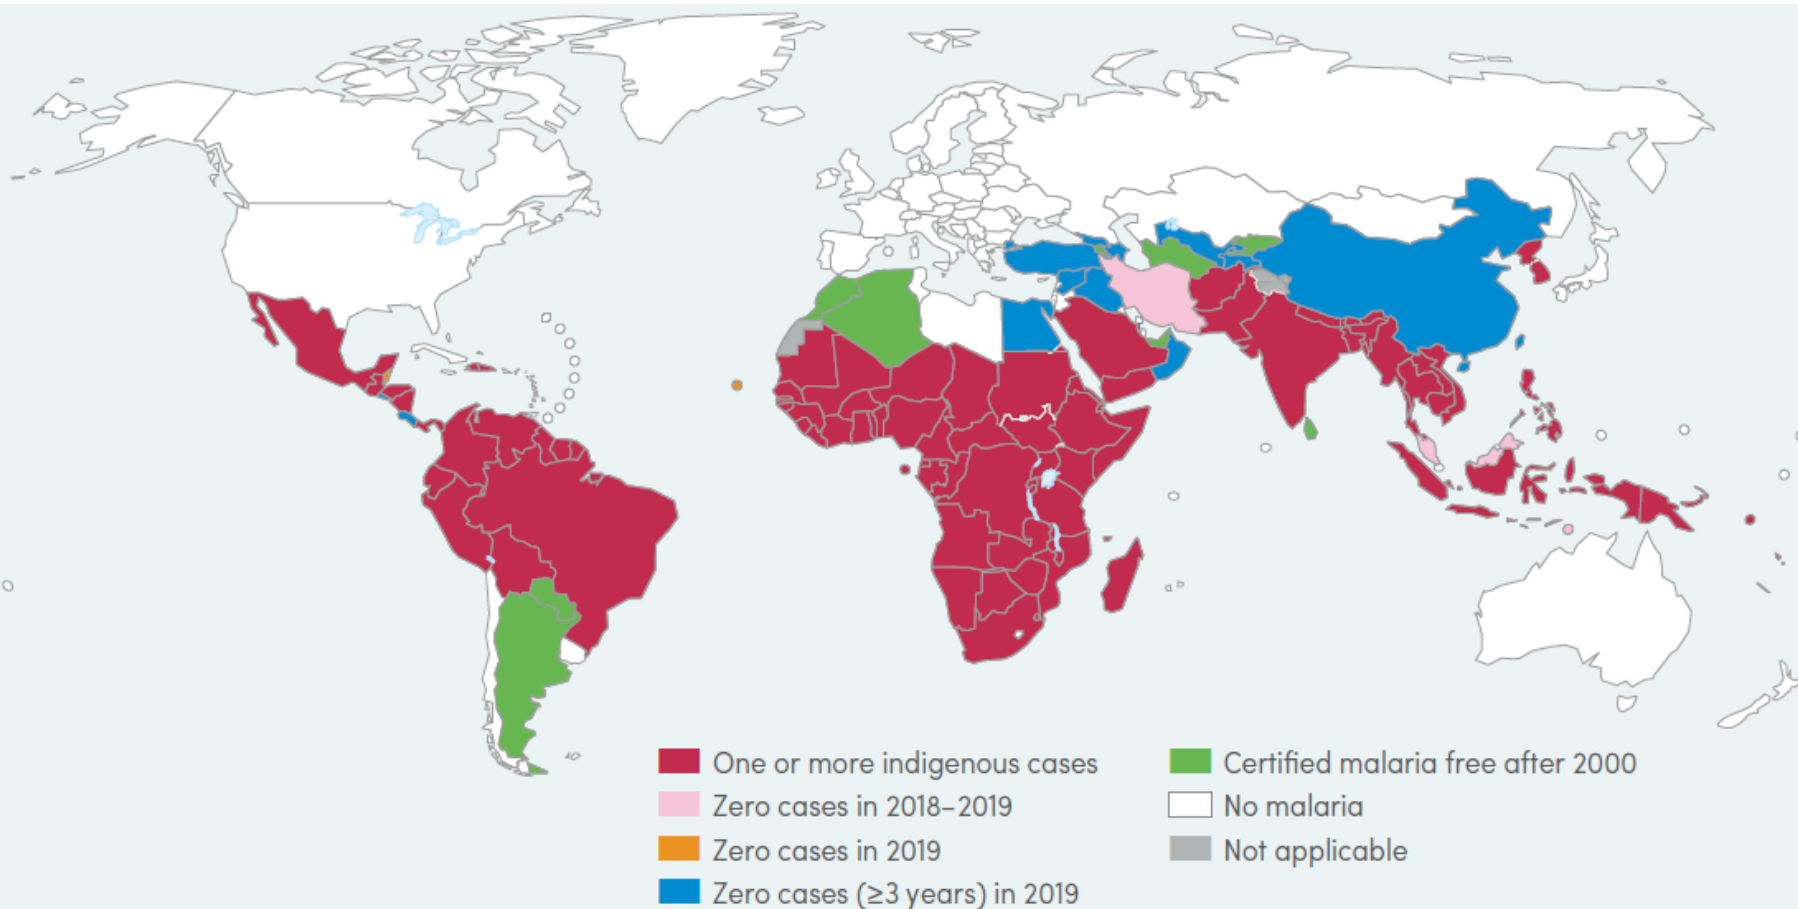 One or more indigenous cases
Zero cases in 2018–2019
Zero cases in 2019
Zero cases (≥3 years) in 2019
Certified malaria free after 2000
No malaria
Not applicable